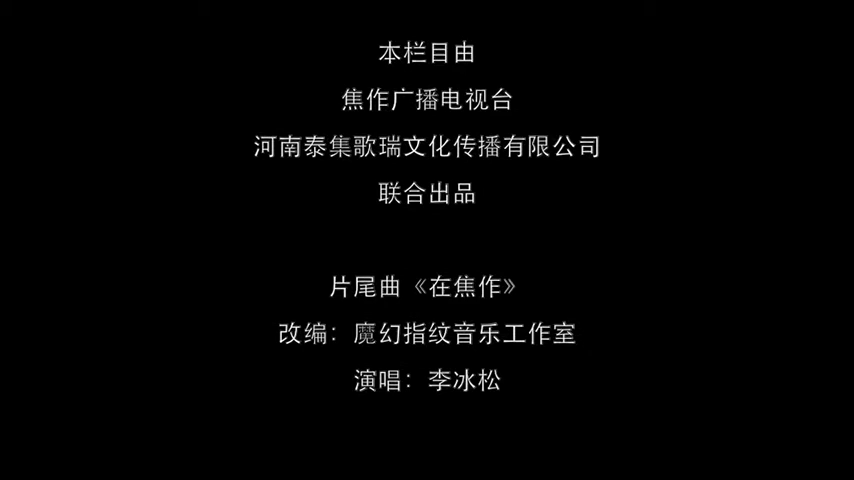 本栏目由
焦作广播电视台
河南泰集歌瑞文化传播有限公司
联合出品
片尾曲《在焦作》
改编：魔幻指纹音乐工作室
演唱：李冰松